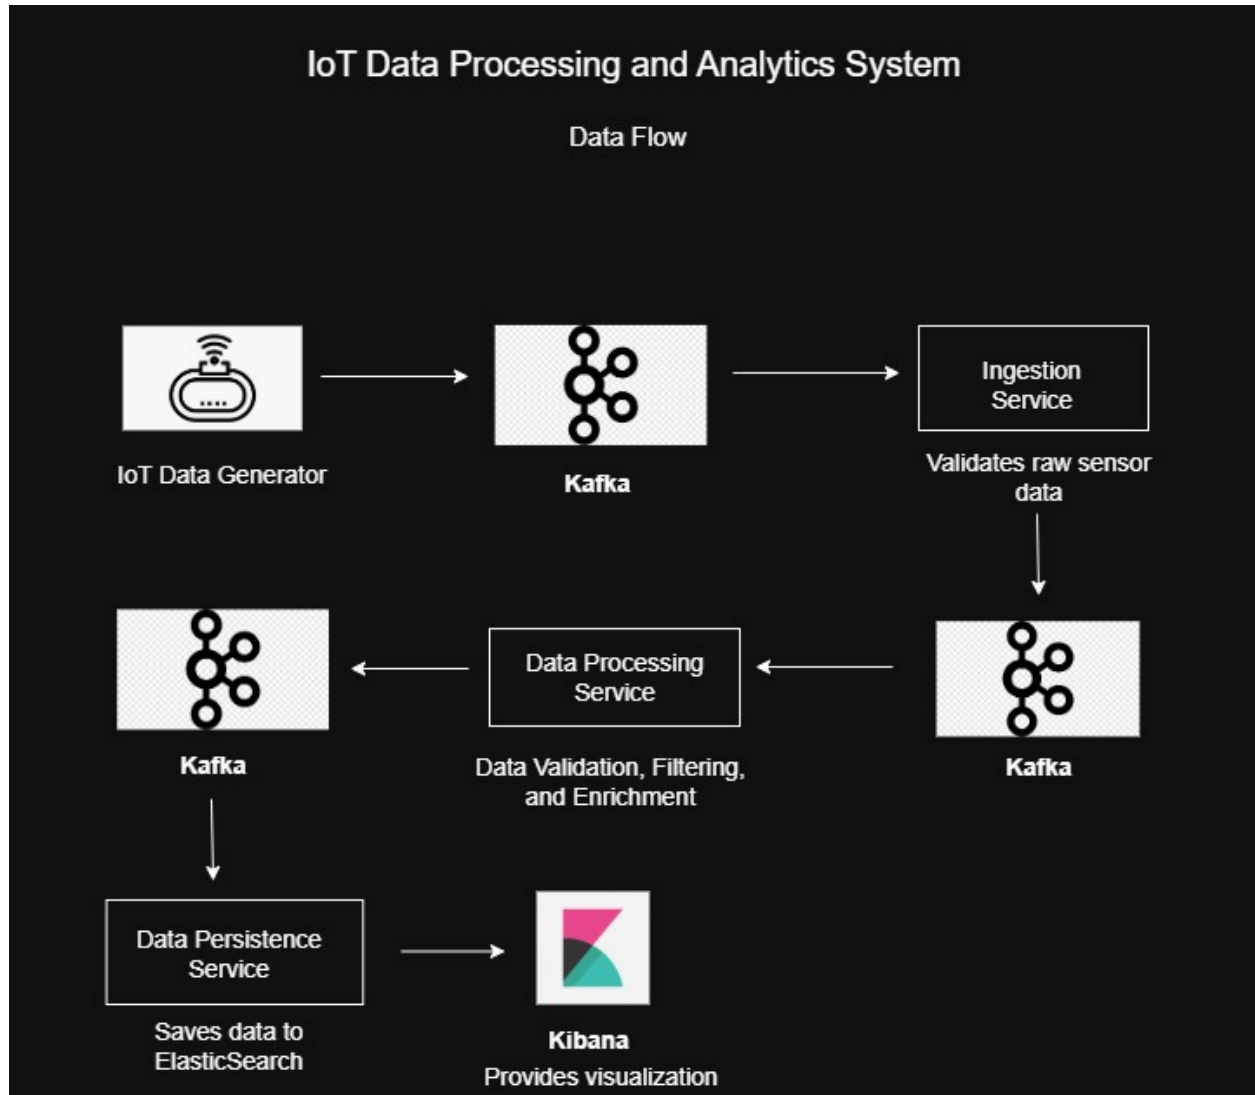 IoT Data Processing and Analytics System
Data Flow
IoT Data Generator
Kafka
Ingestion
Service
Validates raw sensor
data
Kafka
Data Processing
Service
Data Validation, Filtering,
and Enrichment
Kafka
Data Persistence
Service
Saves data to
ElasticSearch
Kibana
Provides visualization